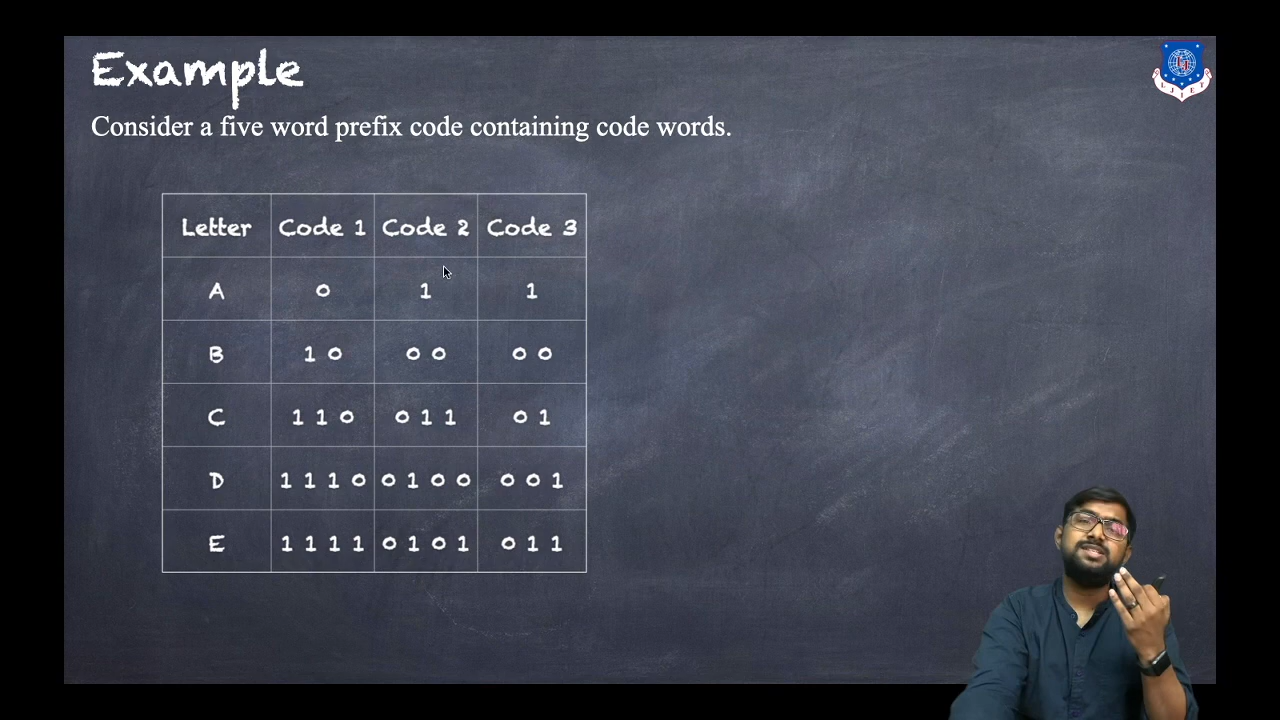 Example
Consider a five word prefix code containing code words.
Letter Code 1 Code 2 Code 3
A 0 1 1
B 1 0 0 0 0 0
C 1 1 0 0 1 1 0 1
D 1 1 1 0 0 1 0 0 0 0 1
E 1 1 1 1 0 1 0 1 0 1 1
L J I E T